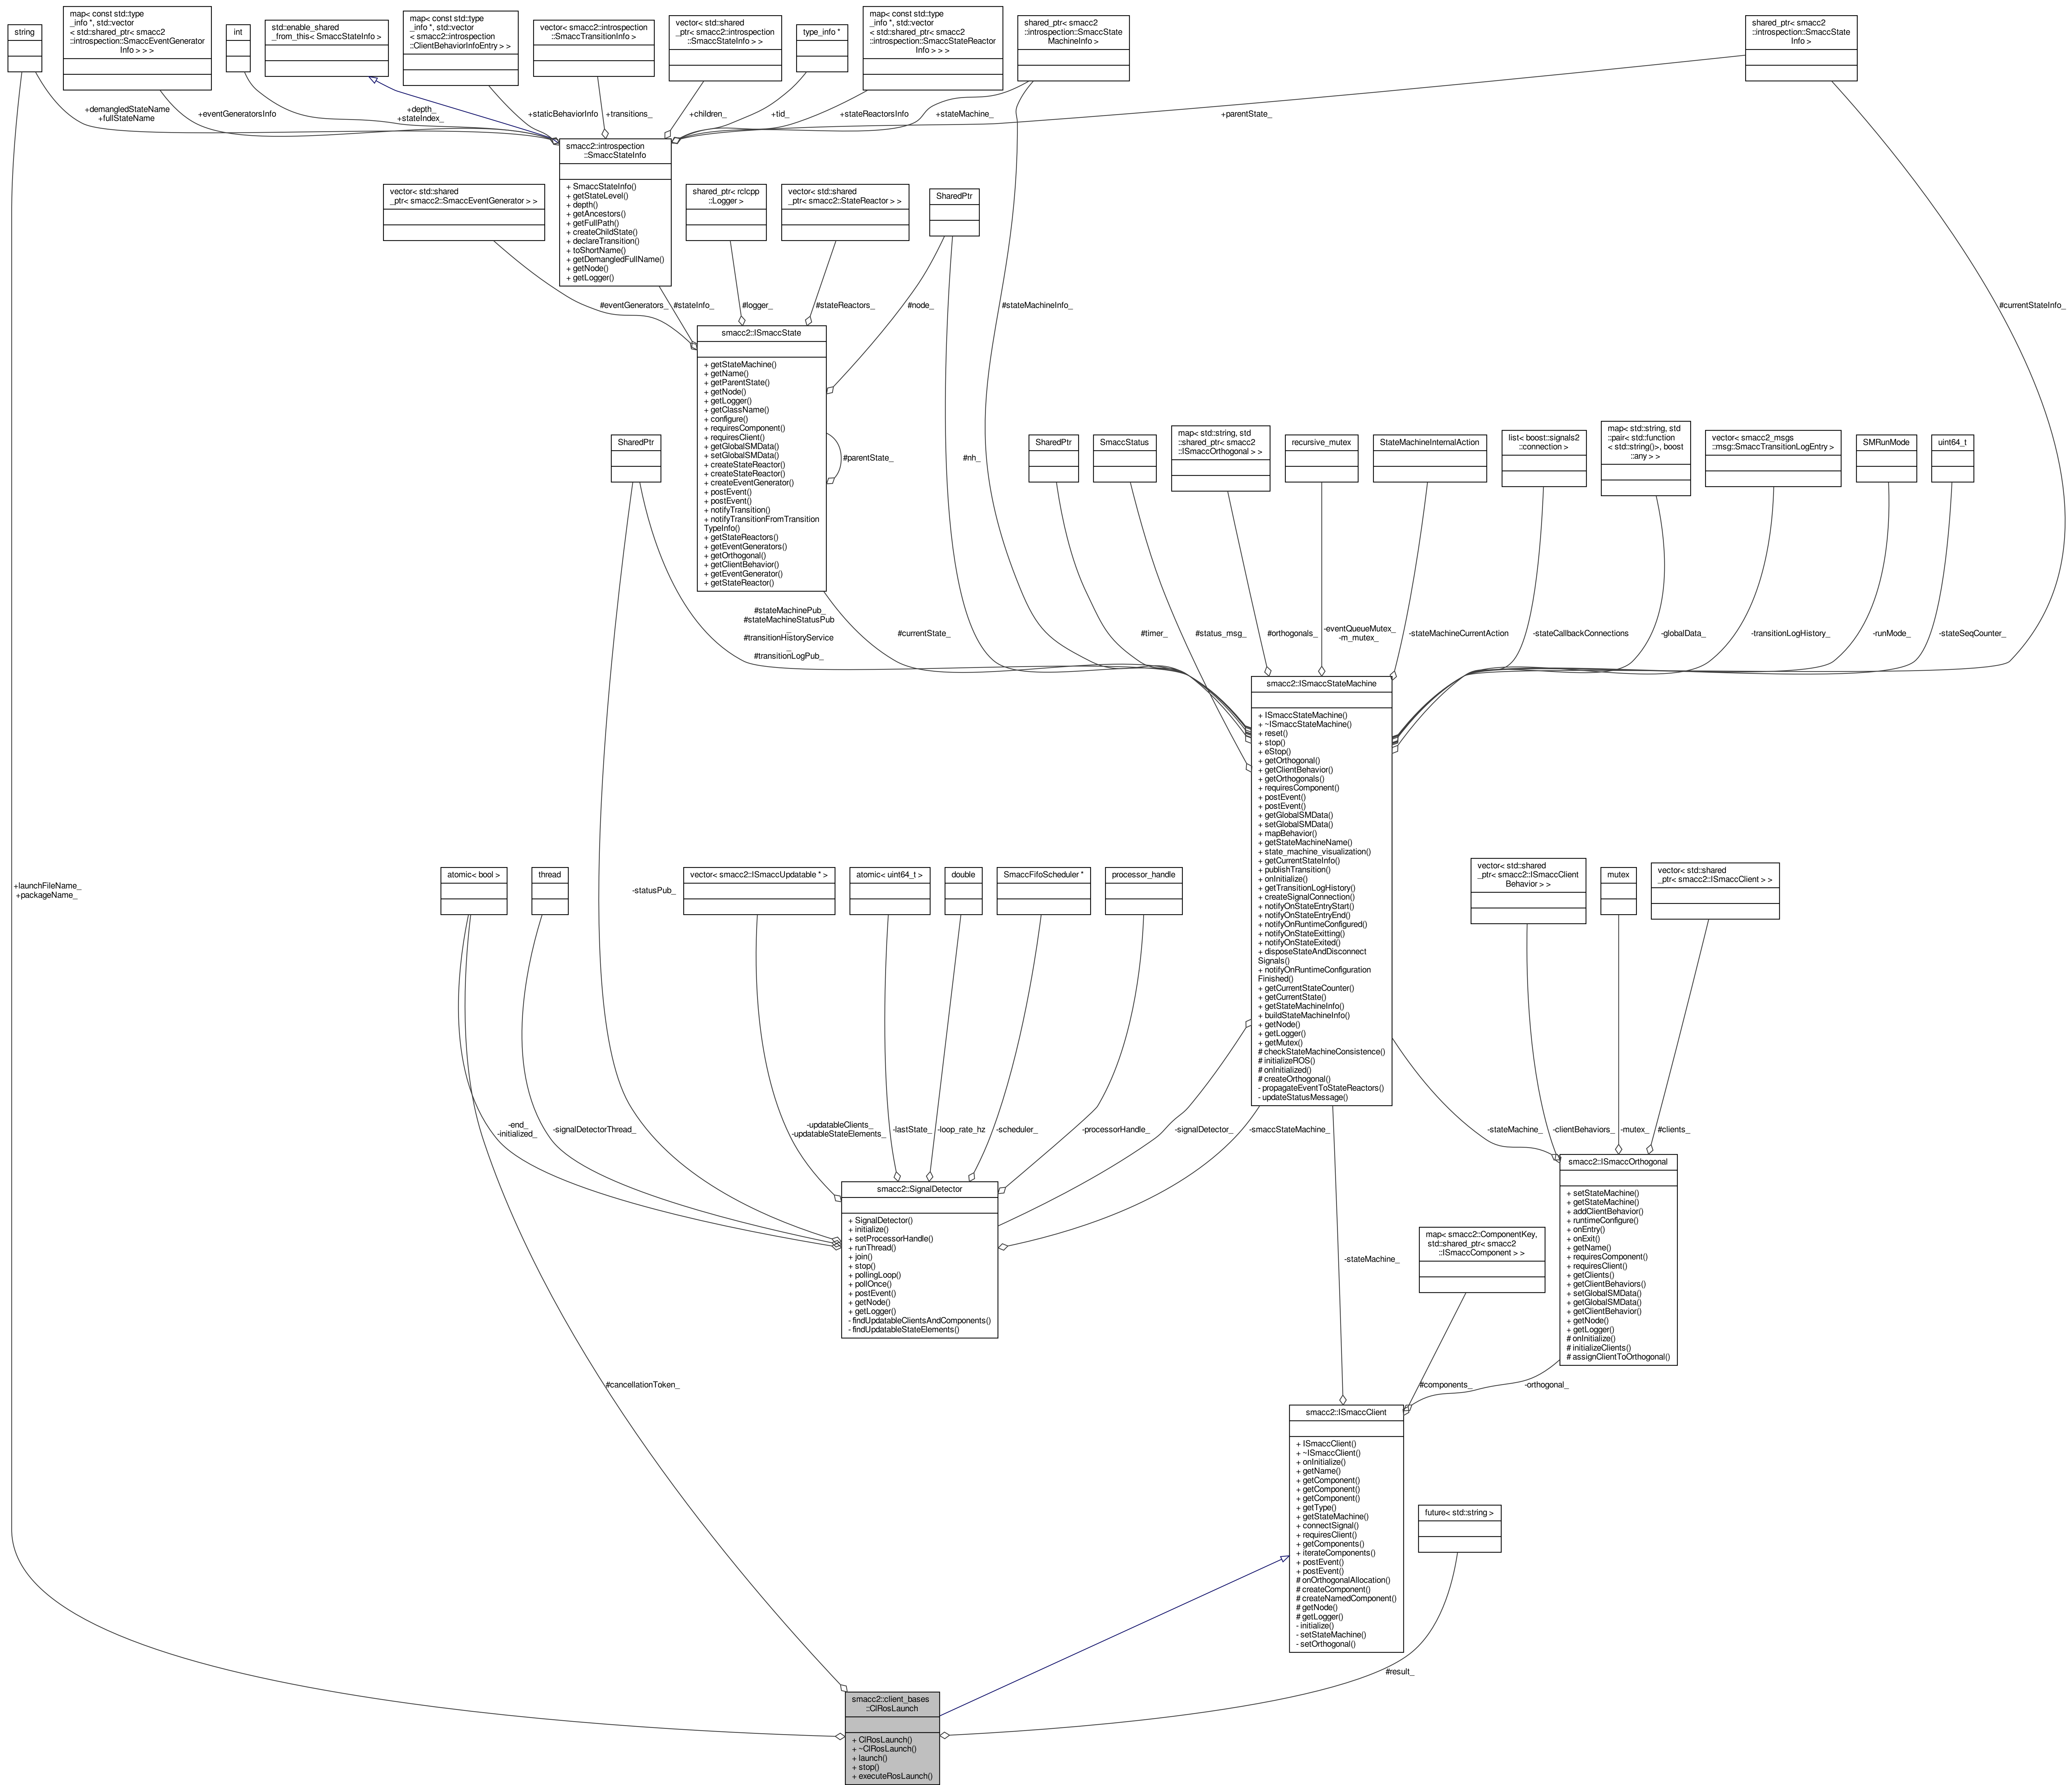 string
map< const std::type
_info *, std::vector
< std::shared_ptr< smacc2
::introspection::SmaccEventGenerator
Info > > >
int
std::enable_shared
_from_this< SmaccStateInfo >
map< const std::type
_info *, std::vector
< smacc2::introspection
::ClientBehaviorInfoEntry > >
vector< smacc2::introspection
::SmaccTransitionInfo >
vector< std::shared
_ptr< smacc2::introspection
::SmaccStateInfo > >
type_info *
map< const std::type
_info *, std::vector
< std::shared_ptr< smacc2
::introspection::SmaccStateReactor
Info > > >
shared_ptr< smacc2
::introspection::SmaccState
MachineInfo >
shared_ptr< smacc2
::introspection::SmaccState
Info >
+demangledStateName
+fullStateName
+eventGeneratorsInfo
+depth_
+stateIndex_
+staticBehaviorInfo
+transitions_
+children_
+tid_
+stateReactorsInfo
+stateMachine_
+parentState_
smacc2::introspection
::SmaccStateInfo
+ SmaccStateInfo()
+ getStateLevel()
+ depth()
+ getAncestors()
+ getFullPath()
+ createChildState()
+ declareTransition()
+ toShortName()
+ getDemangledFullName()
+ getNode()
+ getLogger()
vector< std::shared
_ptr< smacc2::SmaccEventGenerator > >
shared_ptr< rclcpp
::Logger >
vector< std::shared
_ptr< smacc2::StateReactor > >
SharedPtr
#eventGenerators_
#stateInfo_
#logger_
#stateReactors_
#node_
#stateMachineInfo_
#currentStateInfo_
smacc2::ISmaccState
+ getStateMachine()
+ getName()
+ getParentState()
+ getNode()
+ getLogger()
+ getClassName()
+ configure()
+ requiresComponent()
+ requiresClient()
+ getGlobalSMData()
+ setGlobalSMData()
+ createStateReactor()
+ createStateReactor()
+ createEventGenerator()
+ postEvent()
+ postEvent()
+ notifyTransition()
+ notifyTransitionFromTransition
TypeInfo()
+ getStateReactors()
+ getEventGenerators()
+ getOrthogonal()
+ getClientBehavior()
+ getEventGenerator()
+ getStateReactor()
#parentState_
#nh_
SharedPtr
SharedPtr
SmaccStatus
map< std::string, std
::shared_ptr< smacc2
::ISmaccOrthogonal > >
recursive_mutex
StateMachineInternalAction
list< boost::signals2
::connection >
map< std::string, std
::pair< std::function
< std::string()>, boost
::any > >
vector< smacc2_msgs
::msg::SmaccTransitionLogEntry >
SMRunMode
uint64_t
#stateMachinePub_
#stateMachineStatusPub
_
#transitionHistoryService
_
#transitionLogPub_
#currentState_
#timer_
#status_msg_
#orthogonals_
-eventQueueMutex_
-m_mutex_
-stateMachineCurrentAction
-stateCallbackConnections
-globalData_
-transitionLogHistory_
-runMode_
-stateSeqCounter_
smacc2::ISmaccStateMachine
+ ISmaccStateMachine()
+ ~ISmaccStateMachine()
+ reset()
+ stop()
+ eStop()
+ getOrthogonal()
+ getClientBehavior()
+ getOrthogonals()
+ requiresComponent()
+ postEvent()
+ postEvent()
+ getGlobalSMData()
+ setGlobalSMData()
+ mapBehavior()
+ getStateMachineName()
+ state_machine_visualization()
+ getCurrentStateInfo()
+ publishTransition()
+ onInitialize()
+ getTransitionLogHistory()
+ createSignalConnection()
+ notifyOnStateEntryStart()
+ notifyOnStateEntryEnd()
+ notifyOnRuntimeConfigured()
+ notifyOnStateExitting()
+ notifyOnStateExited()
+ disposeStateAndDisconnect
Signals()
+ notifyOnRuntimeConfiguration
Finished()
+ getCurrentStateCounter()
+ getCurrentState()
+ getStateMachineInfo()
+ buildStateMachineInfo()
+ getNode()
+ getLogger()
+ getMutex()
# checkStateMachineConsistence()
# initializeROS()
# onInitialized()
# createOrthogonal()
- propagateEventToStateReactors()
- updateStatusMessage()
+launchFileName_
+packageName_
atomic< bool >
thread
-statusPub_
vector< smacc2::ISmaccUpdatable * >
atomic< uint64_t >
double
SmaccFifoScheduler *
processor_handle
vector< std::shared
_ptr< smacc2::ISmaccClient
Behavior > >
mutex
vector< std::shared
_ptr< smacc2::ISmaccClient > >
-end_
-initialized_
-signalDetectorThread_
-updatableClients_
-updatableStateElements_
-lastState_
-loop_rate_hz
-scheduler_
-processorHandle_
-signalDetector_
-smaccStateMachine_
-stateMachine_
-clientBehaviors_
-mutex_
#clients_
smacc2::SignalDetector
+ SignalDetector()
+ initialize()
+ setProcessorHandle()
+ runThread()
+ join()
+ stop()
+ pollingLoop()
+ pollOnce()
+ postEvent()
+ getNode()
+ getLogger()
- findUpdatableClientsAndComponents()
- findUpdatableStateElements()
smacc2::ISmaccOrthogonal
+ setStateMachine()
+ getStateMachine()
+ addClientBehavior()
+ runtimeConfigure()
+ onEntry()
+ onExit()
+ getName()
+ requiresComponent()
+ requiresClient()
+ getClients()
+ getClientBehaviors()
+ setGlobalSMData()
+ getGlobalSMData()
+ getClientBehavior()
+ getNode()
+ getLogger()
# onInitialize()
# initializeClients()
# assignClientToOrthogonal()
-stateMachine_
map< smacc2::ComponentKey,
std::shared_ptr< smacc2
::ISmaccComponent > >
#cancellationToken_
#components_
-orthogonal_
smacc2::ISmaccClient
+ ISmaccClient()
+ ~ISmaccClient()
+ onInitialize()
+ getName()
+ getComponent()
+ getComponent()
+ getComponent()
+ getType()
+ getStateMachine()
+ connectSignal()
+ requiresClient()
+ getComponents()
+ iterateComponents()
+ postEvent()
+ postEvent()
# onOrthogonalAllocation()
# createComponent()
# createNamedComponent()
# getNode()
# getLogger()
- initialize()
- setStateMachine()
- setOrthogonal()
future< std::string >
#result_
smacc2::client_bases
::ClRosLaunch
+ ClRosLaunch()
+ ~ClRosLaunch()
+ launch()
+ stop()
+ executeRosLaunch()